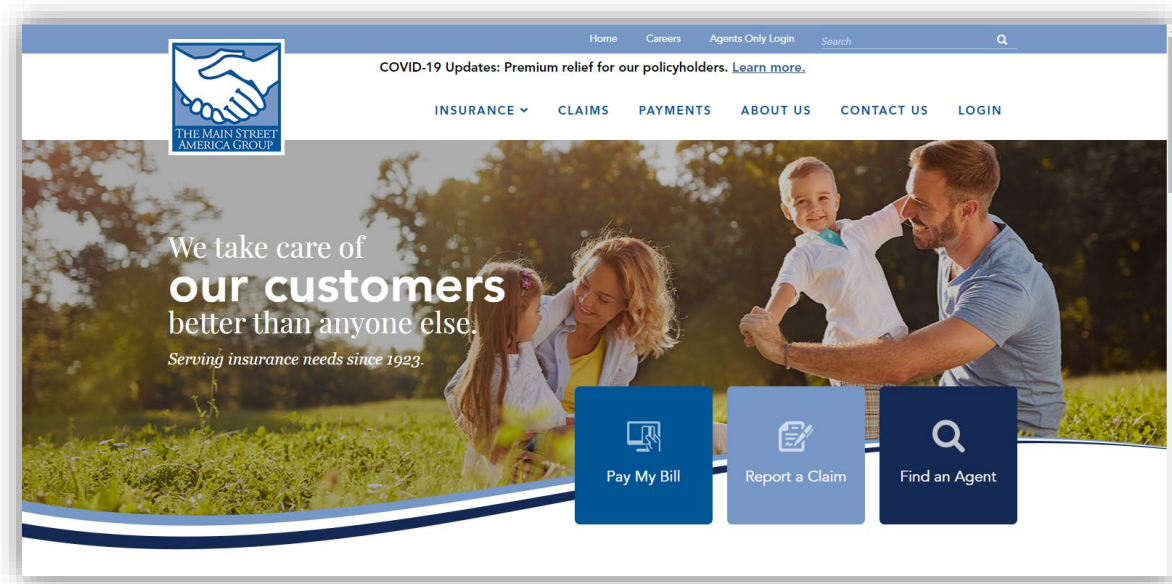 Home Careers Agents Only Login Search
COVID-19 Updates: Premium relief for our policyholders. Learn more.
INSURANCE CLAIMS PAYMENTS ABOUT US CONTACT US LOGIN
THE MAIN STREET
AMERICA GROUP
We take care of
our customers
better than anyone else.
Serving insurance needs since 1923.
Pay My Bill Report a Claim Find an Agent